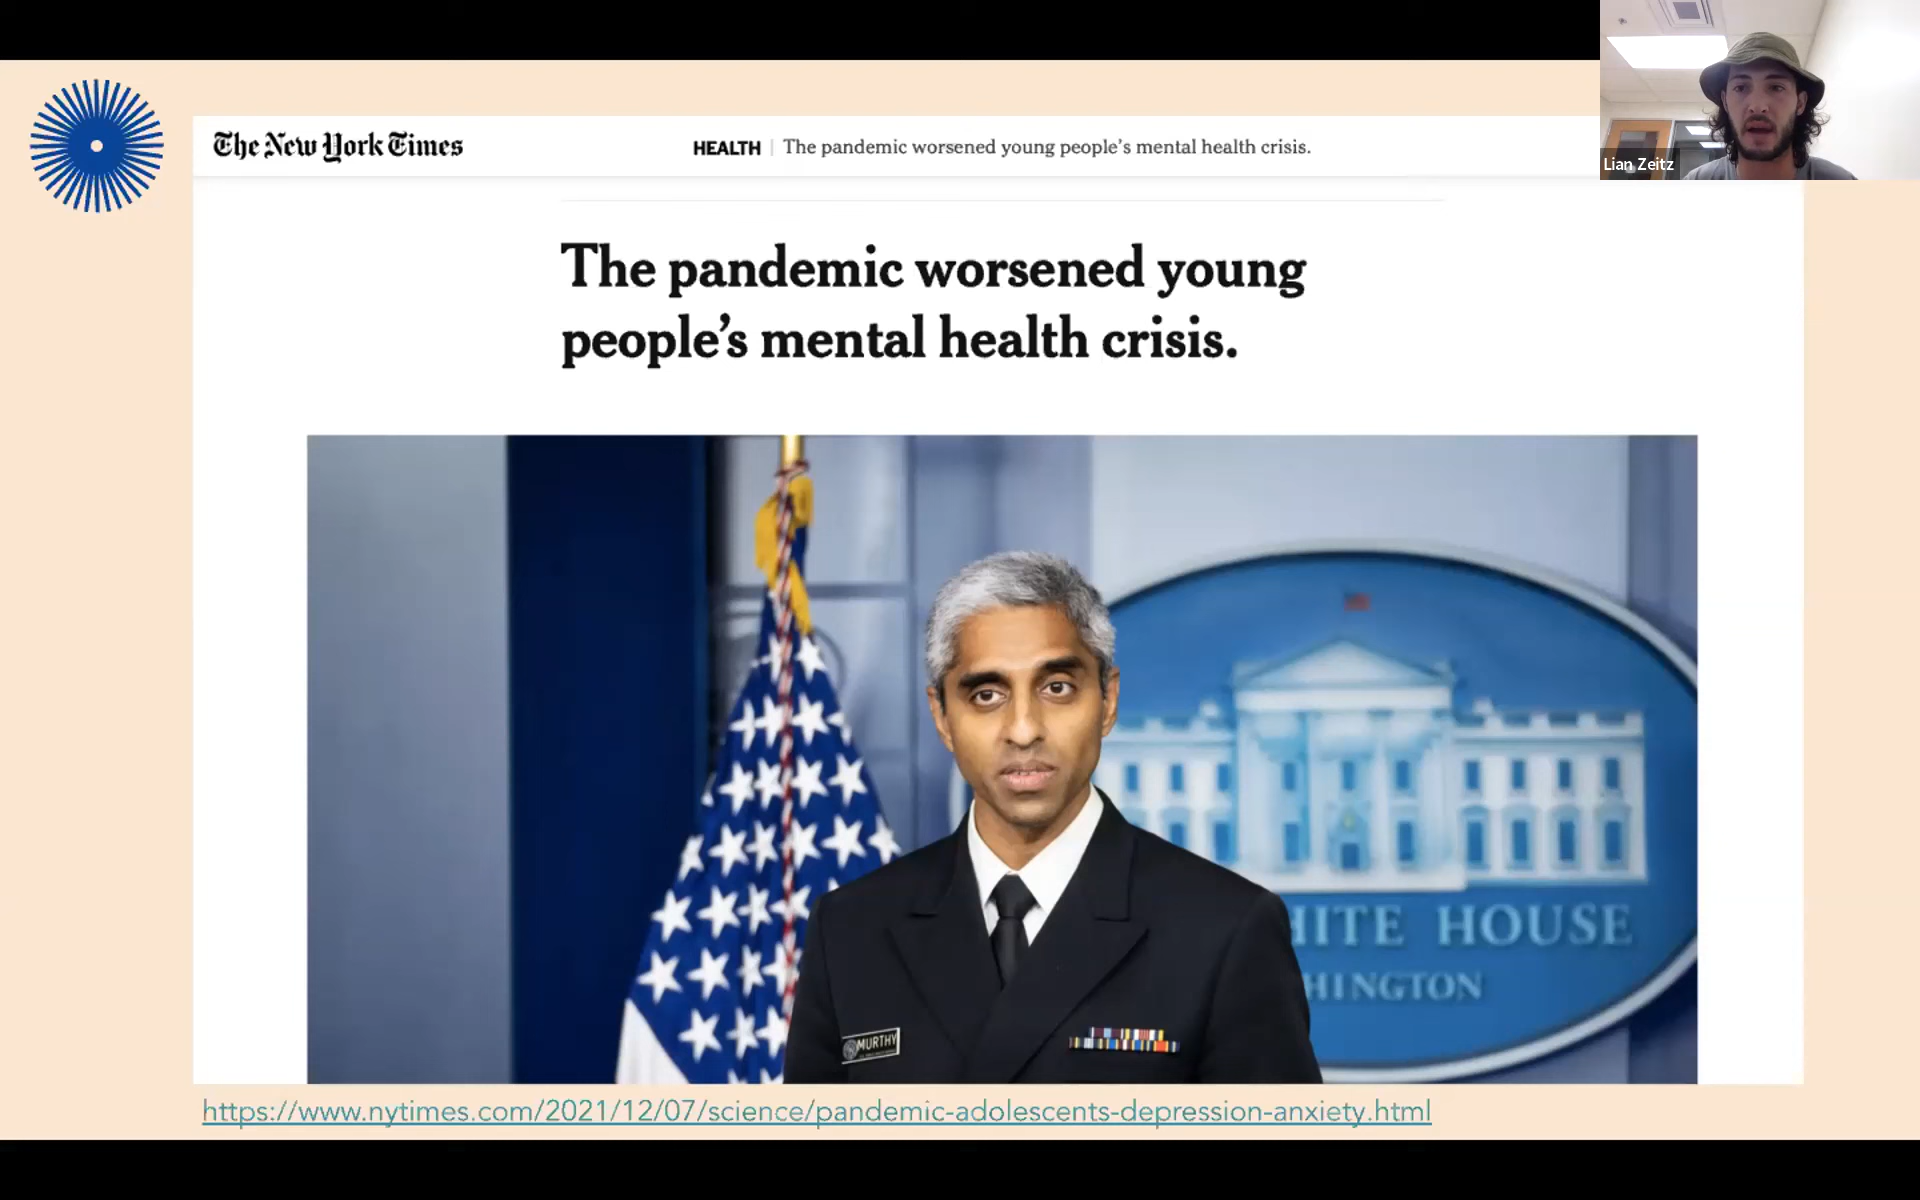 The New York Times
HEALTH | The pandemic worsened young people's mental health crisis.
Lian Zeitz
The pandemic worsened young
people's mental health crisis.
HITE HOUSE
HINGTON
MURTHY
https://www.nytimes.com/2021/12/07/science/pandemic-adolescents-depression-anxiety.html